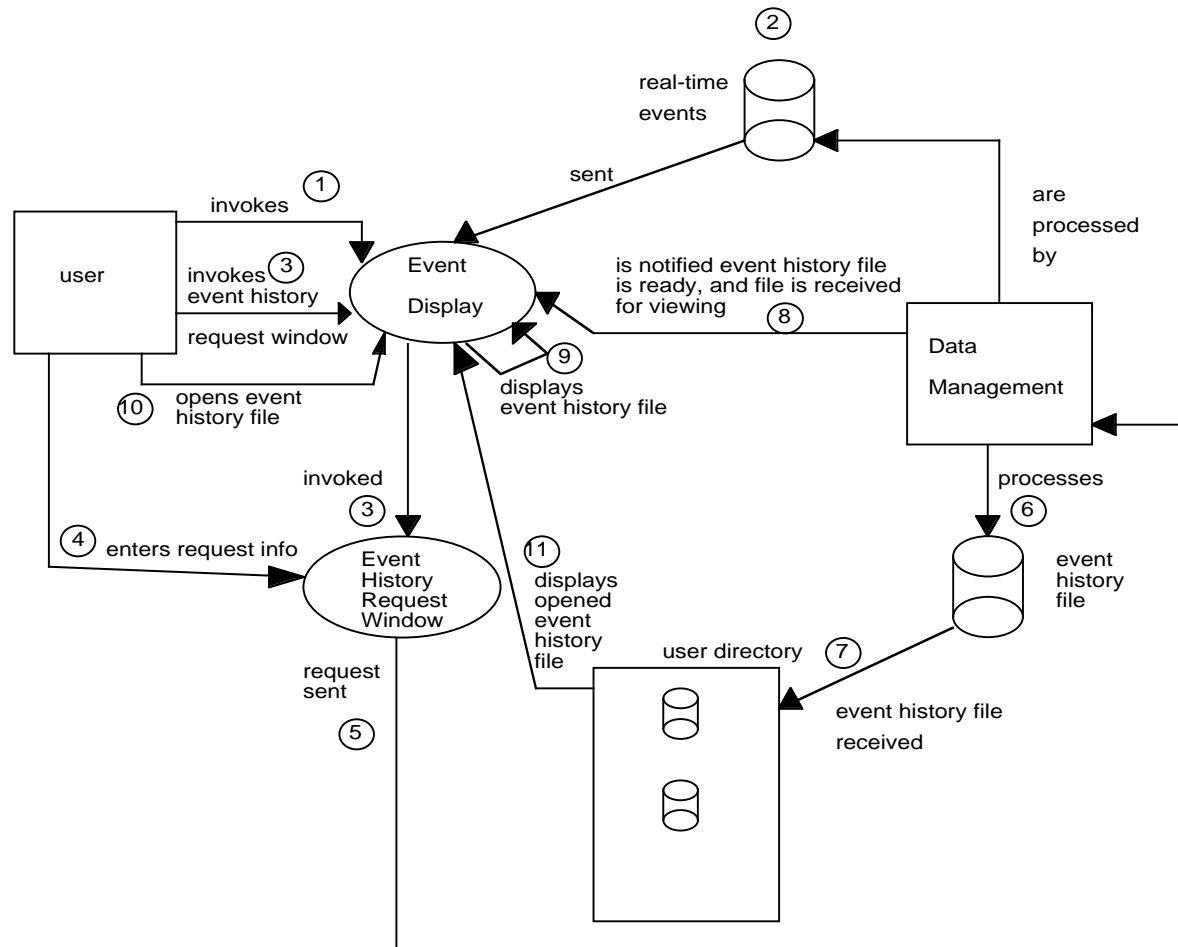 2
real-time
events
sent
1
invokes
are
processed
by
user
3
invokes
event history
request window
Event
Display
is notified event history file
is ready, and file is received
for viewing
8
Data
Management
9
displays
event history file
10
opens event
history file
invoked
3
processes
6
4
enters request info
Event
History
Request
Window
11
displays
opened
event
history
file
event
history
file
user directory
7
request
sent
5
event history file
received